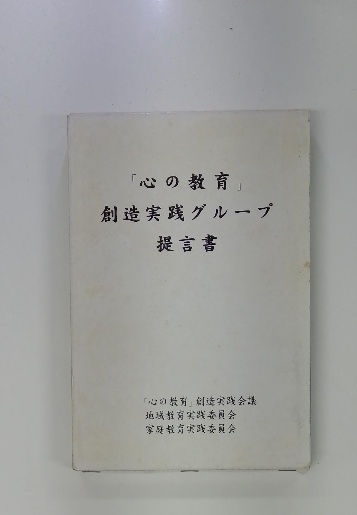 「心の教育」
創造実践グループ
提言書
「心の教育」創造実践会議
地域教育実践委員会
家庭教育実践委員会